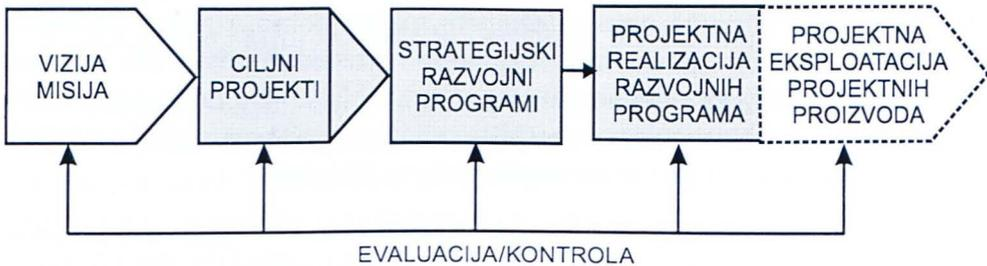 VIZIJA
MISIJA
CILJNI
PROJEKTI
STRATEGIJSKI
RAZVOJNI
PROGRAMI
PROJEKTNA
REALIZACIJA
RAZVOJNIH
PROGRAMA
PROJEKTNA
EKSPLOATACIJA
PROJEKTNIH
PROIZVODA
EVALUACIJA/KONTROLA